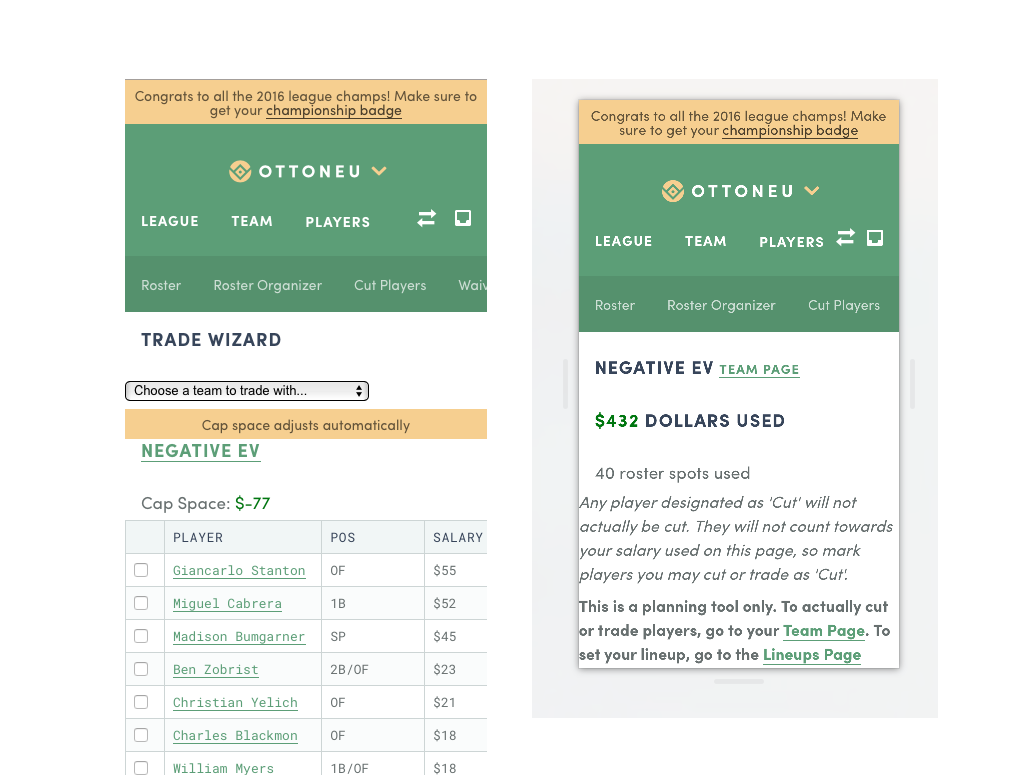 Congrats to all the 2016 league champs! Make sure to
get your championship badge
OTTONEU
LEAGUE TEAM PLAYERS
Roster Roster Organizer Cut Players Waiv
TRADE WIZARD
Choose a team to trade with...
Cap space adjusts automatically
NEGATIVE EV
Cap Space: $-77
PLAYER POS SALARY
Giancarlo Stanton OF $55
Miguel Cabrera 1B $52
Madison Bumgarner SP $45
Ben Zobrist 2B/OF $23
Christian Yelich OF $21
Charles Blackmon OF $18
William Myers 1B/OF $18
Congrats to all the 2016 league champs! Make
sure to get your championship badge
OTTONEU
LEAGUE TEAM PLAYERS
Roster Roster Organizer Cut Players
NEGATIVE EV TEAM PAGE
$432 DOLLARS USED
40 roster spots used
Any player designated as 'Cut' will not
actually be cut. They will not count towards
your salary used on this page, so mark
players you may cut or trade as 'Cut'.
This is a planning tool only. To actually cut
or trade players, go to your Team Page. To
set your lineup, go to the Lineups Page